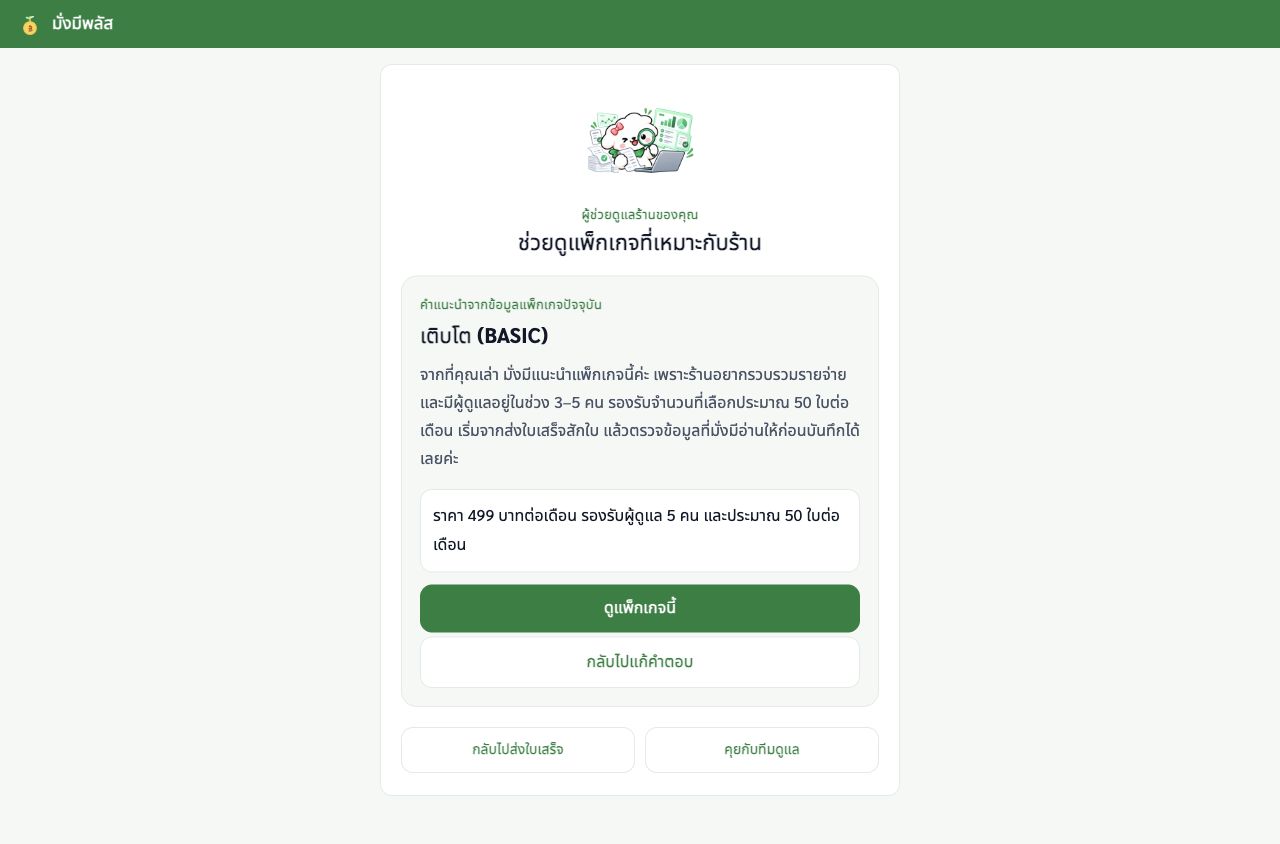 มั่งมีพลัส
ผู้ช่วยดูแลร้านของคุณ
ช่วยดูแพ็กเกจที่เหมาะกับร้าน
คำแนะนำจากข้อมูลแพ็กเกจปัจจุบัน
เติบโต (BASIC)
จากที่คุณเล่า มั่งมีแนะนำแพ็กเกจนี้ค่ะ เพราะร้านอยากรวบรวมรายจ่าย
และมีผู้ดูแลอยู่ในช่วง 3–5 คน รองรับจำนวนที่เลือกประมาณ 50 ใบต่อ
เดือน เริ่มจากส่งใบเสร็จสักใบ แล้วตรวจข้อมูลที่มั่งมีอ่านให้ก่อนบันทึกได้
เลยค่ะ
ราคา 499 บาทต่อเดือน รองรับผู้ดูแล 5 คน และประมาณ 50 ใบต่อ
เดือน
ดูแพ็กเกจนี้
กลับไปแก้คำตอบ
กลับไปส่งใบเสร็จ
คุยกับทีมดูแล